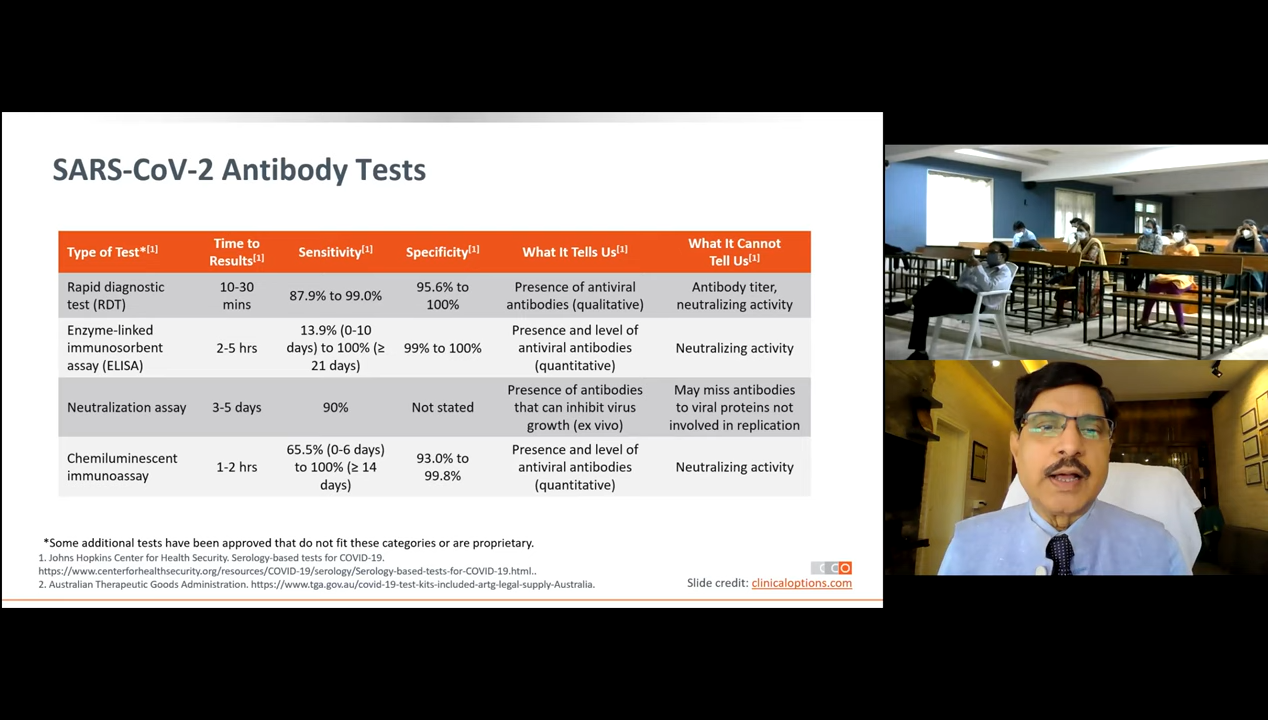 SARS-CoV-2 Antibody Tests
Type of Test*[1]
Time to
Results[1]
Sensitivity[1]
Specificity[1]
What It Tells Us[1]
What It Cannot
Tell Us[1]
Rapid diagnostic
test (RDT)
10-30
mins
87.9% to 99.0%
95.6% to
100%
Presence of antiviral
antibodies (qualitative)
Antibody titer,
neutralizing activity
Enzyme-linked
immunosorbent
assay (ELISA)
2-5 hrs
13.9% (0-10
days) to 100% (≥
21 days)
99% to 100%
Presence and level of
antiviral antibodies
(quantitative)
Neutralizing activity
Neutralization assay
3-5 days
90%
Not stated
Presence of antibodies
that can inhibit virus
growth (ex vivo)
May miss antibodies
to viral proteins not
involved in replication
Chemiluminescent
immunoassay
1-2 hrs
65.5% (0-6 days)
to 100% (≥ 14
days)
93.0% to
99.8%
Presence and level of
antiviral antibodies
(quantitative)
Neutralizing activity
*Some additional tests have been approved that do not fit these categories or are proprietary.
1. Johns Hopkins Center for Health Security. Serology-based tests for COVID-19.
https://www.centerforhealthsecurity.org/resources/COVID-19/serology/Serology-based-tests-for-COVID-19.html..
2. Australian Therapeutic Goods Administration. https://www.tga.gov.au/covid-19-test-kits-included-artg-legal-supply-Australia.
CCO
Slide credit: clinicaloptions.com